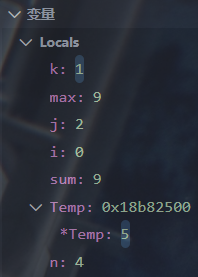 变量
Locals
k: 1
max: 9
j: 2
i: 0
sum: 9
Temp: 0x18b82500
*Temp: 5
n: 4